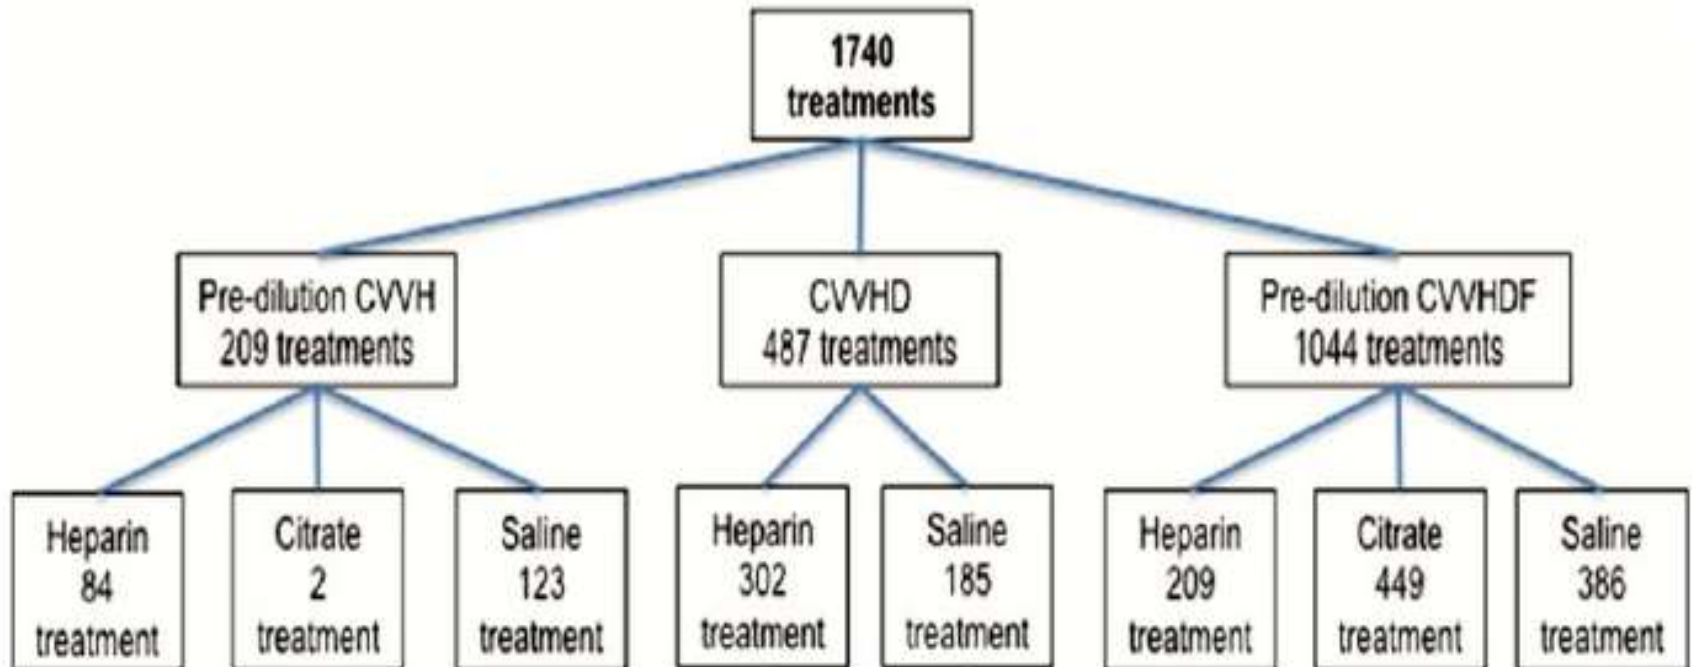 1740
treatments
Pre-dilution CVVH
209 treatments
CVVHD
487 treatments
Pre-dilution CVVHDF
1044 treatments
Heparin
84
treatment
Citrate
2
treatment
Saline
123
treatment
Heparin
302
treatment
Saline
185
treatment
Heparin
209
treatment
Citrate
449
treatment
Saline
386
treatment